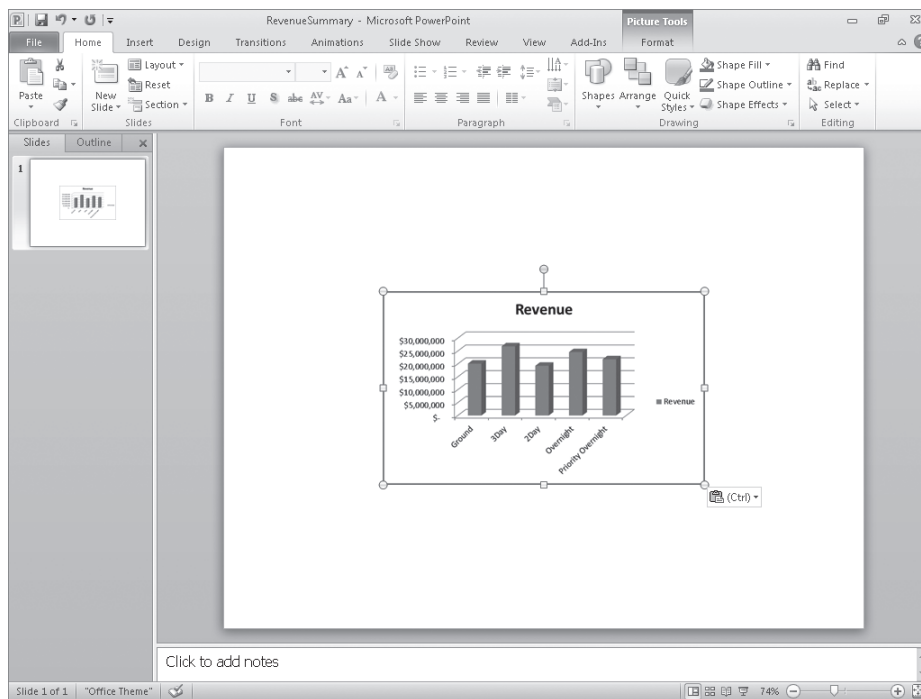 RevenueSummary - Microsoft PowerPoint
Picture Tools
File Home Insert Design Transitions Animations Slide Show Review View Add-Ins Format
Paste
Clipboard
New Slide
Layout
Reset
Section
Slides
B I U S abc AV Aa A
Font
Paragraph
Shapes Arrange Quick Styles
Shape Fill
Shape Outline
Shape Effects
Drawing
Find
Replace
Select
Editing
Slides Outline
1
Revenue
$30,000,000
$25,000,000
$20,000,000
$15,000,000
$10,000,000
$5,000,000
$-
Ground 3Day 2Day Overnight Priority Overnight
Revenue
(Ctrl)
Click to add notes
Slide 1 of 1 "Office Theme" 74%